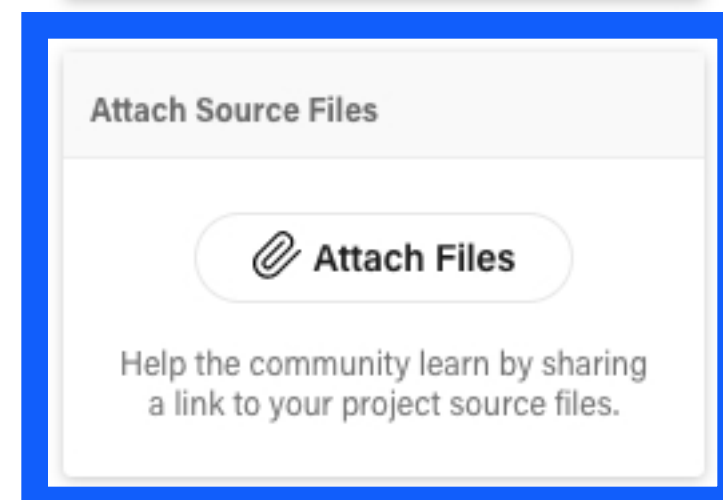 Attach Source Files
Attach Files
Help the community learn by sharing
a link to your project source files.